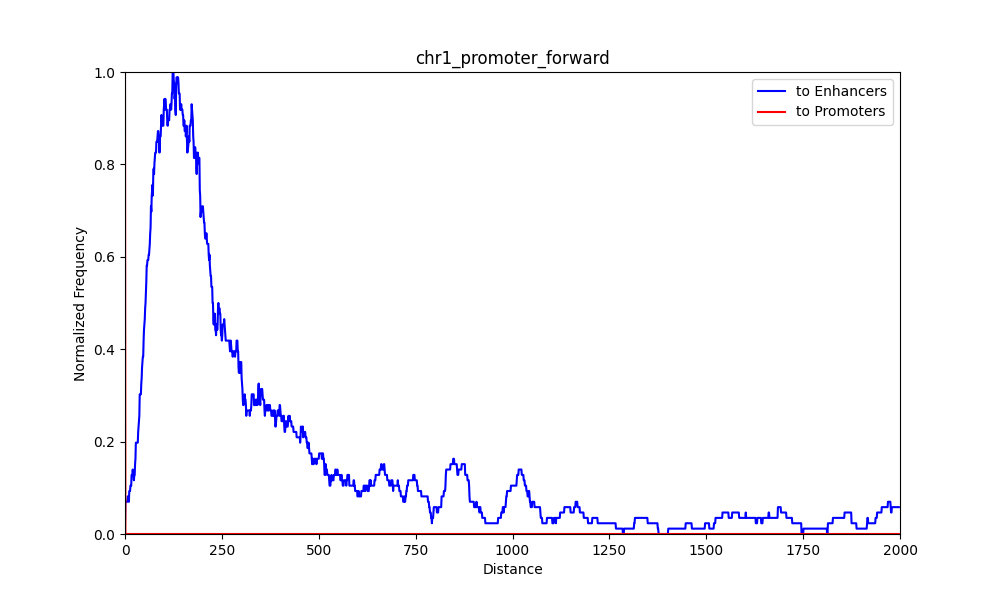 chr1_promoter_forward
to Enhancers
to Promoters
Normalized Frequency
1.0
0.8
0.6
0.4
0.2
0.0
0 250 500 750 1000 1250 1500 1750 2000
Distance